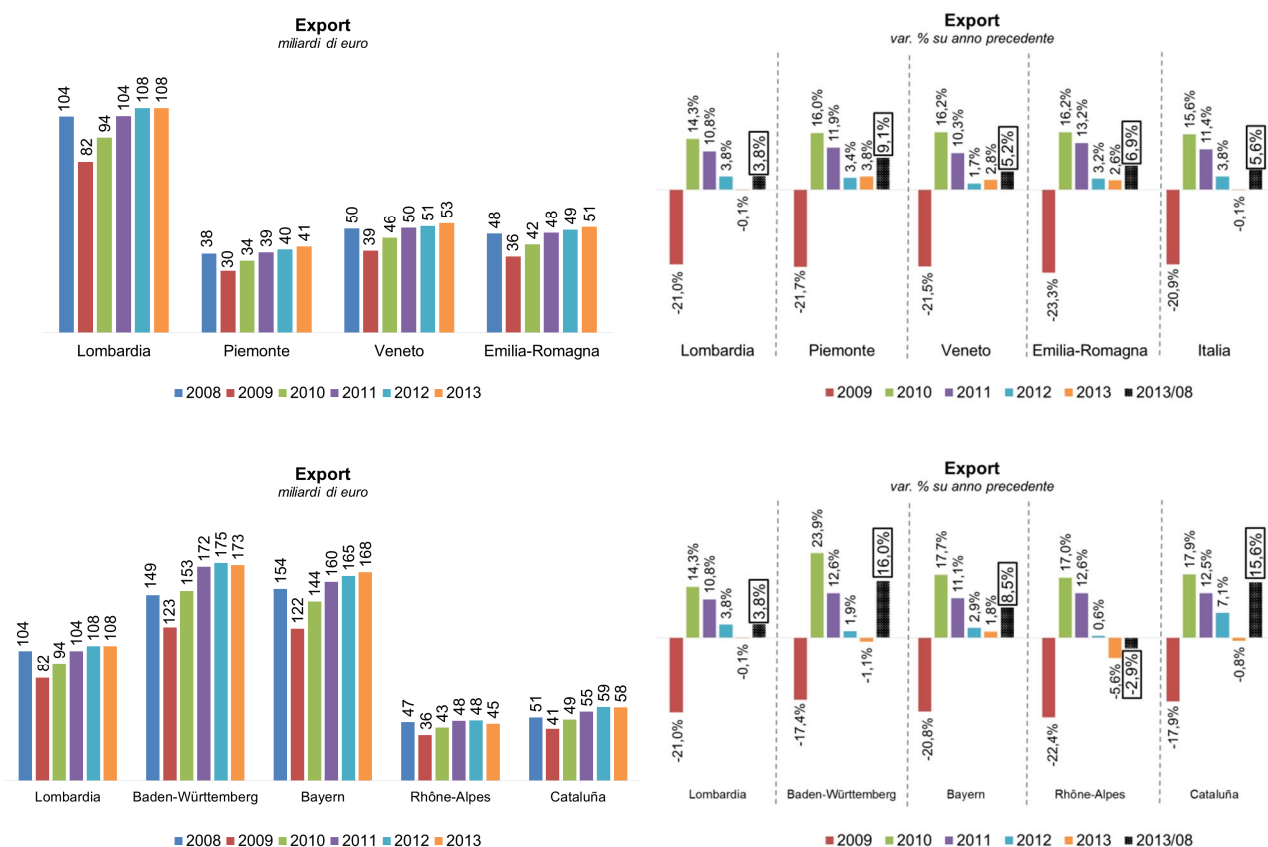 Export
miliardi di euro
104 82 94 104 108 108
38 30 34 39 40 41
50 39 46 50 51 53
48 36 42 48 49 51
Lombardia Piemonte Veneto Emilia-Romagna
2008 2009 2010 2011 2012 2013
Export
var. % su anno precedente
-21,0% 14,3% 10,8% 3,8% -0,1% 3,8%
-21,7% 16,0% 11,9% 3,4% 3,8% 9,1%
-21,5% 16,2% 10,3% 1,7% 2,8% 5,2%
-23,3% 16,2% 13,2% 3,2% 2,6% 6,9%
-20,9% 15,6% 11,4% 3,8% -0,1% 5,6%
Lombardia Piemonte Veneto Emilia-Romagna Italia
2009 2010 2011 2012 2013 2013/08
Export
miliardi di euro
104 82 94 104 108 108
149 123 153 172 175 173
154 122 144 160 165 168
47 36 43 48 48 45
51 41 49 55 59 58
Lombardia Baden-Württemberg Bayern Rhône-Alpes Cataluña
2008 2009 2010 2011 2012 2013
Export
var. % su anno precedente
-21,0% 14,3% 10,8% 3,8% -0,1% 3,8%
-17,4% 23,9% 12,6% 1,9% -1,1% 16,0%
-20,8% 17,7% 11,1% 2,9% 1,8% 8,5%
-22,4% 17,0% 12,6% 0,6% -5,6% -2,9%
-17,9% 17,9% 12,5% 7,1% -0,8% 15,6%
Lombardia Baden-Württemberg Bayern Rhône-Alpes Cataluña
2009 2010 2011 2012 2013 2013/08